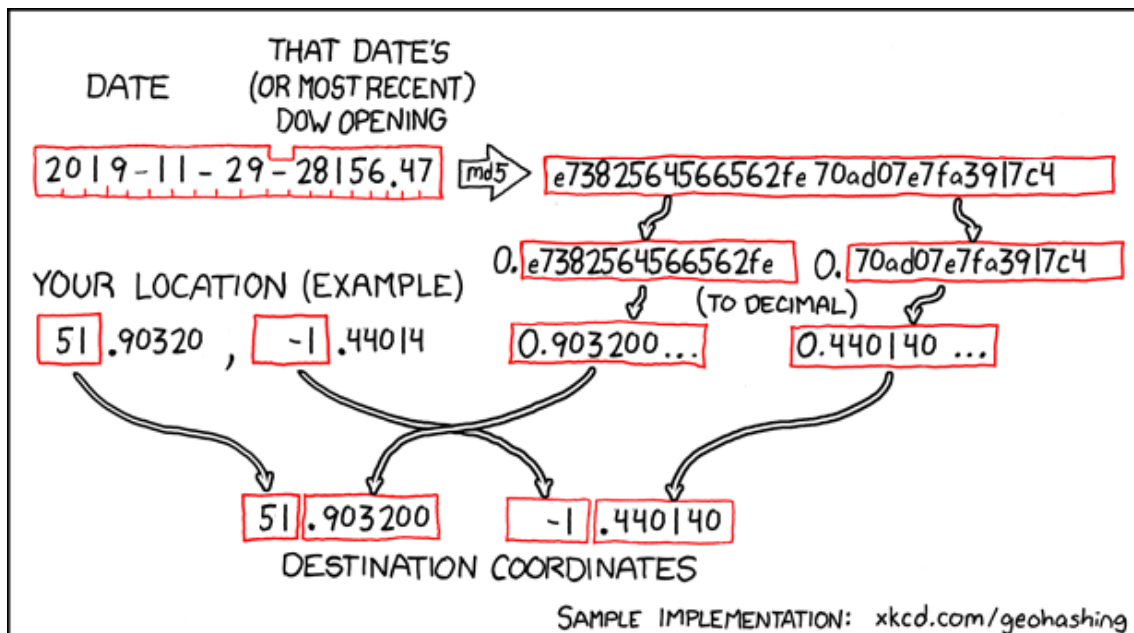 DATE
THAT DATE'S
(OR MOST RECENT)
DOW OPENING
2019-11-29-28156.47
md5
e7382564566562fe70ad07e7fa3917c4
0.e7382564566562fe
0.70ad07e7fa3917c4
(TO DECIMAL)
YOUR LOCATION (EXAMPLE)
51.90320, -1.44014
0.903200...
0.440140...
51.903200
-1.440140
DESTINATION COORDINATES
SAMPLE IMPLEMENTATION: xkcd.com/geohashing